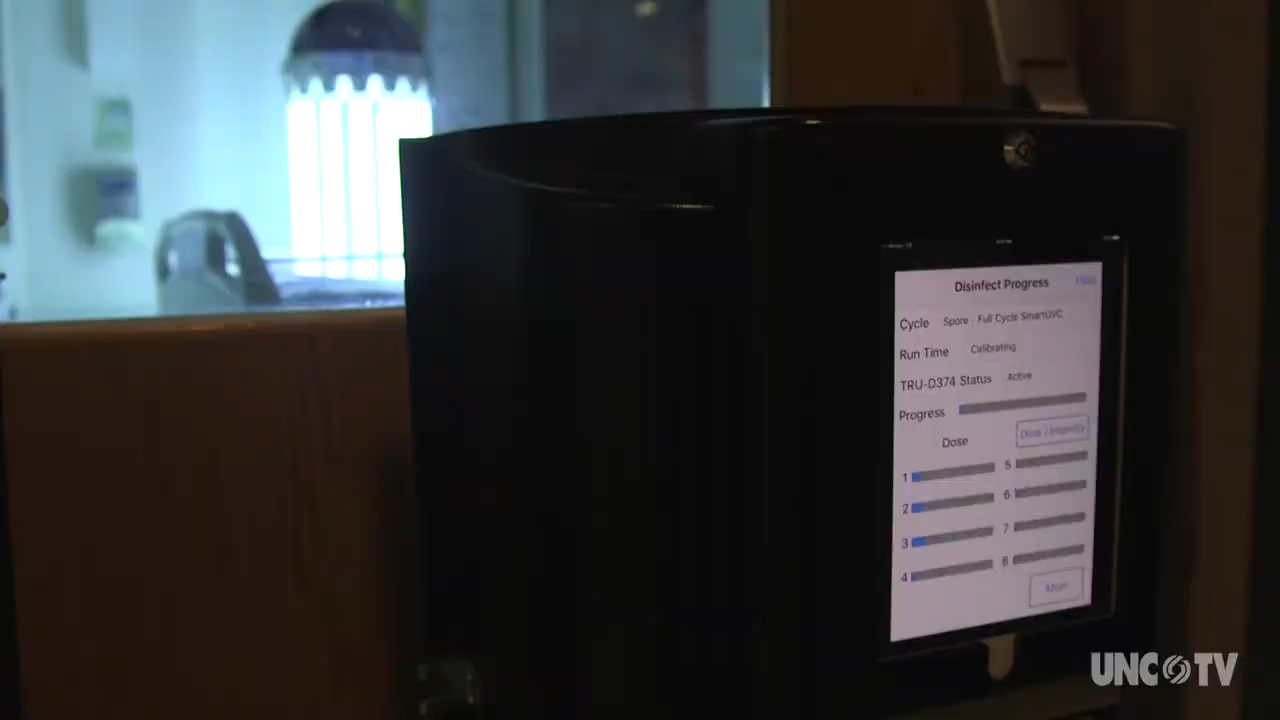 Disinfect Progress
Cycle Spore - Full Cycle SmartUVC
Run Time Calibrating
TRU-D374 Status Active
Progress
Dose Dose / Intensity
1 5
2 6
3 7
4 8
Abort
UNC TV